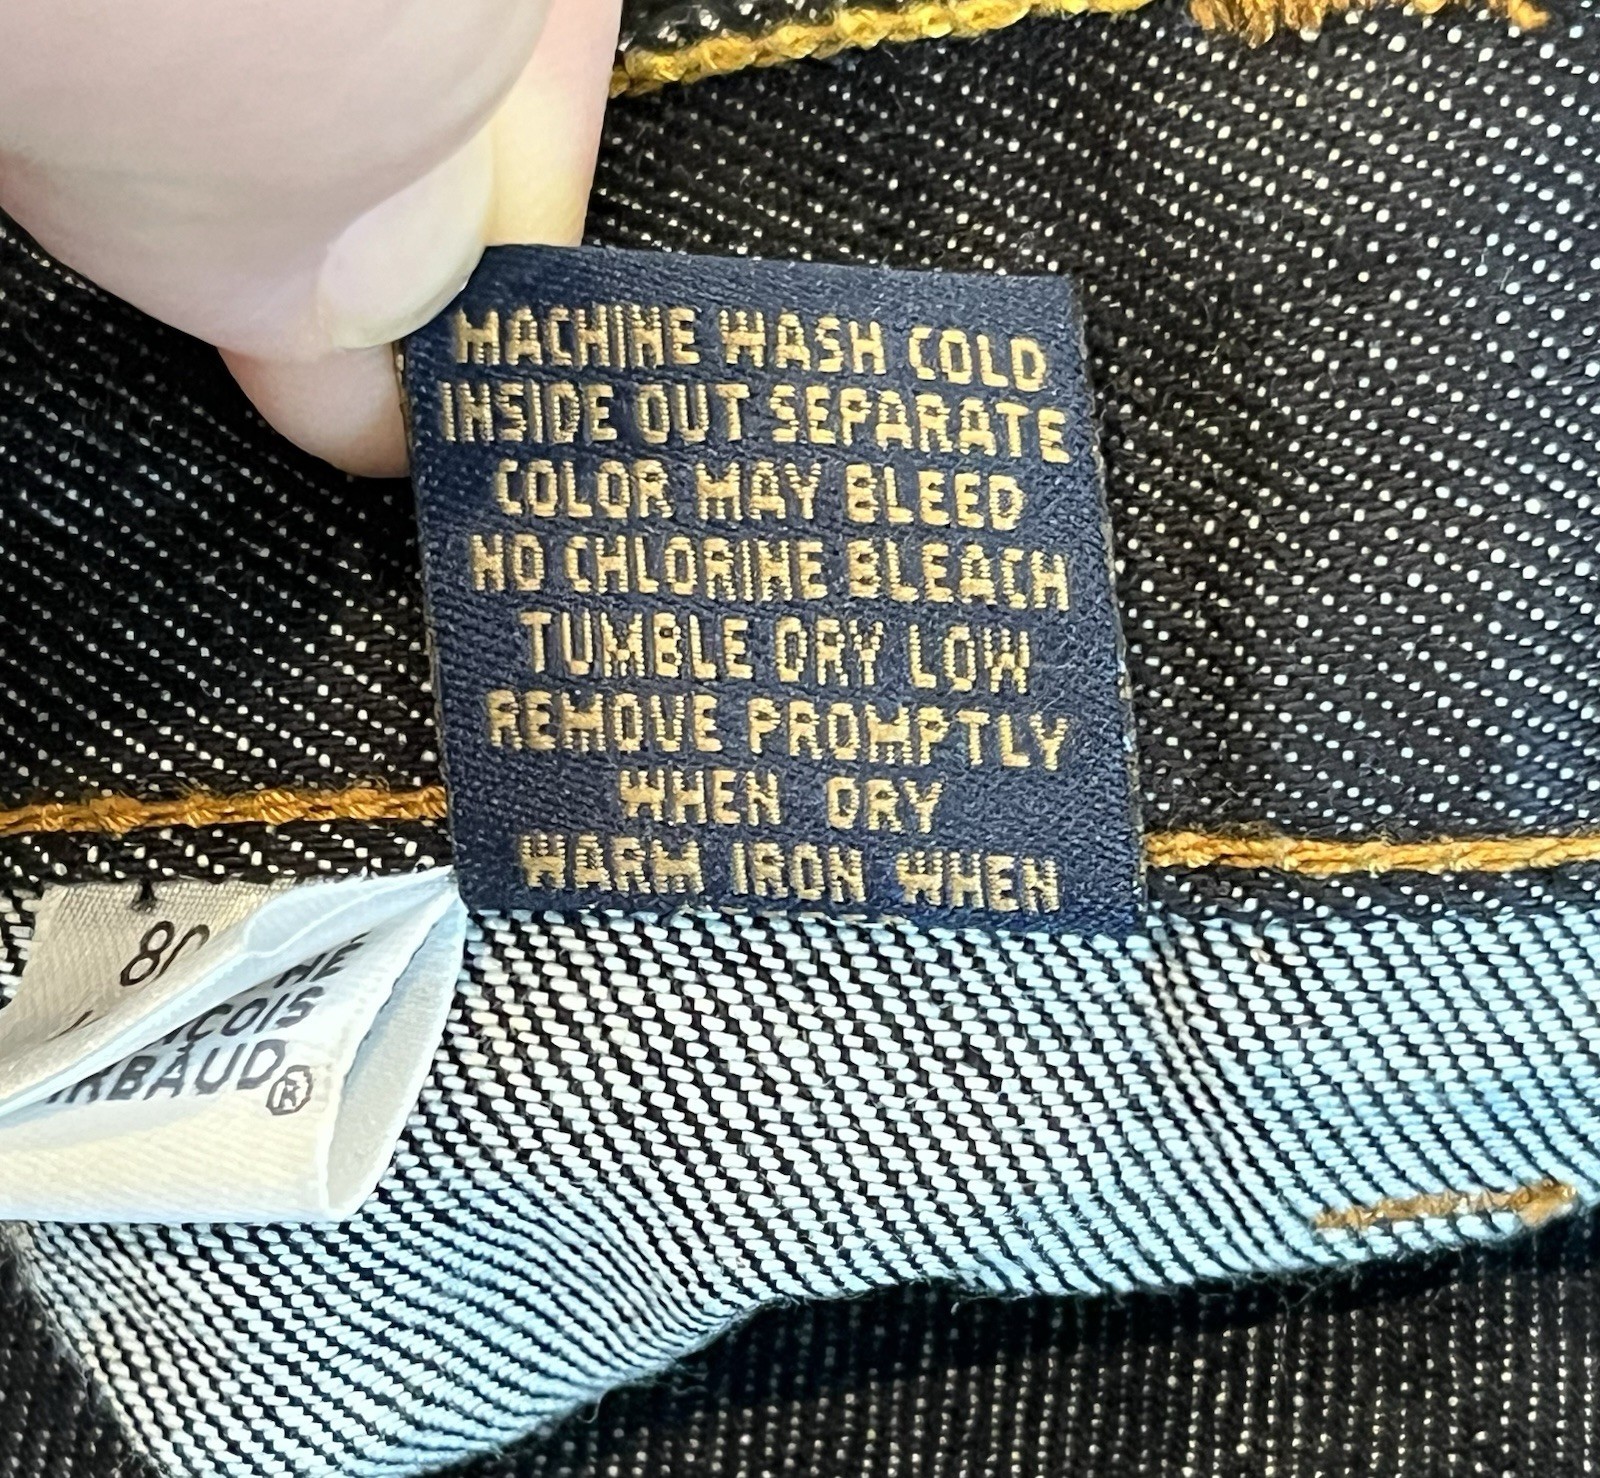 MACHINE WASH COLD
INSIDE OUT SEPARATE
COLOR MAY BLEED
NO CHLORINE BLEACH
TUMBLE DRY LOW
REMOVE PROMPTLY
WHEN DRY
WARM IRON WHEN
80